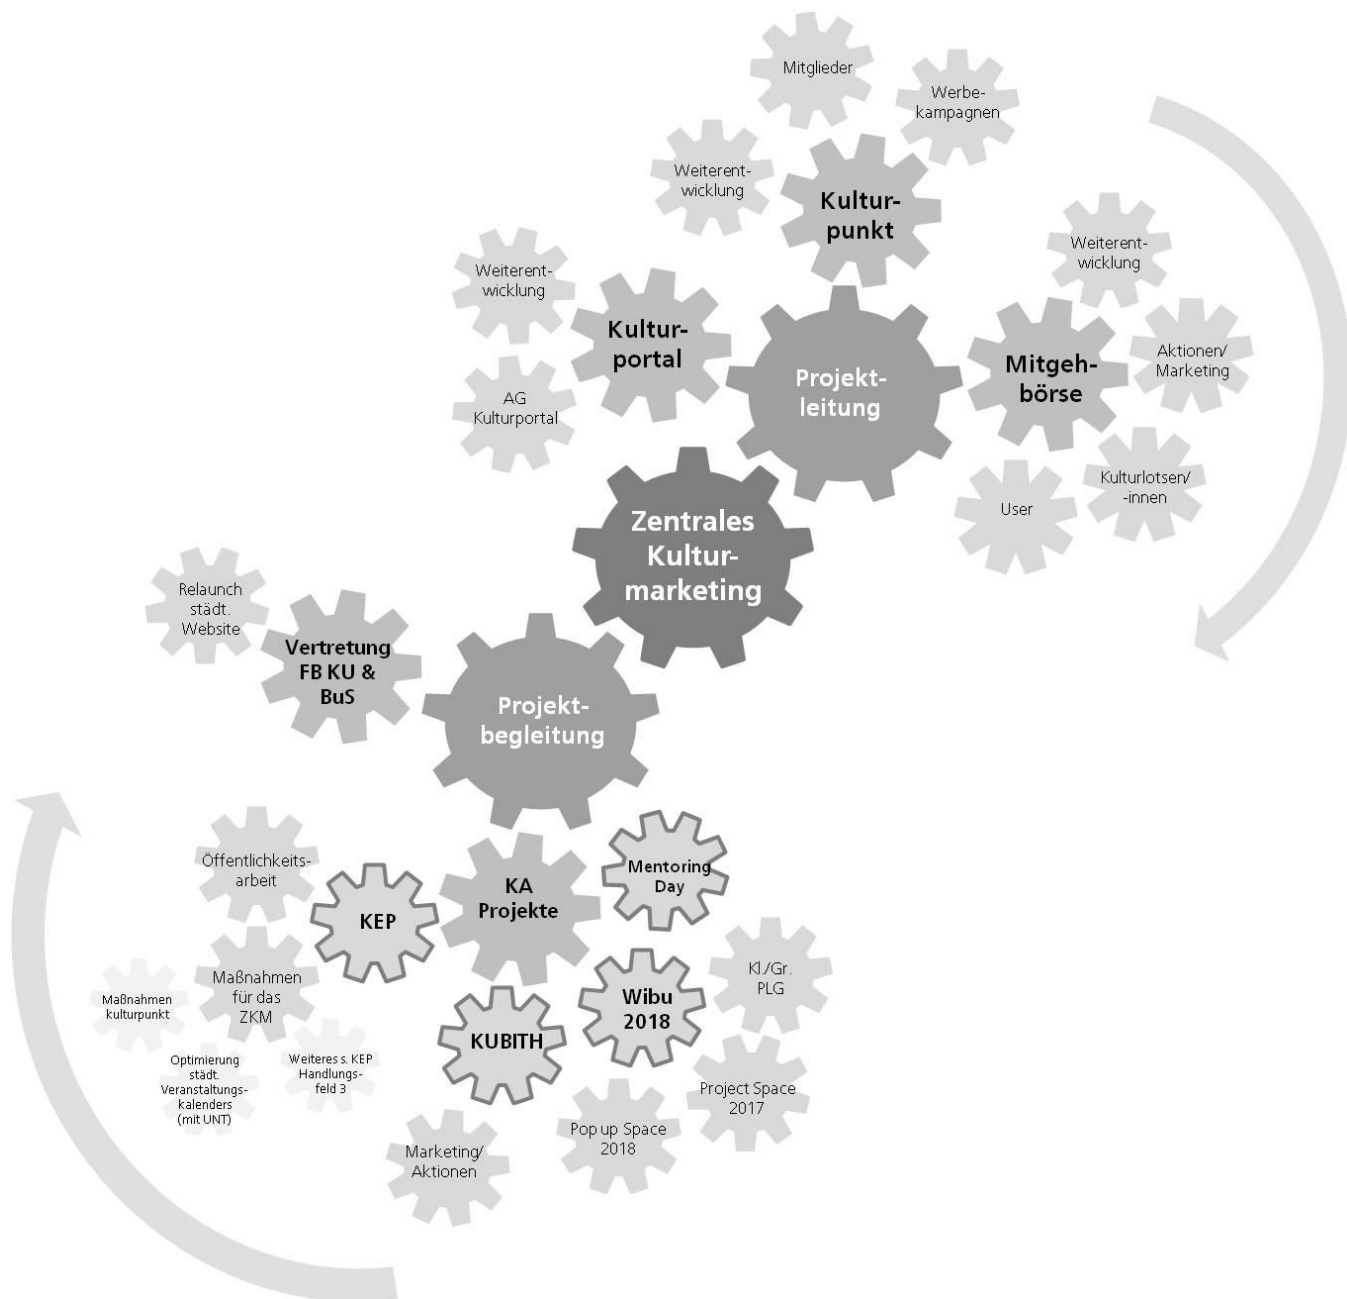 Mitglieder
Werbe-
kampagnen
Weiterent-
wicklung
Kultur-
punkt
Weiterent-
wicklung
Weiterent-
wicklung
Kultur-
portal
Aktionen/
Marketing
Mitgeh-
börse
Projekt-
leitung
AG
Kulturportal
Kulturlotsen/
-innen
User
Zentrales
Kultur-
marketing
Relaunch
städt.
Website
Vertretung
FB KU &
BuS
Projekt-
begleitung
Öffentlichkeits-
arbeit
Mentoring
Day
KA
Projekte
KEP
Kl./Gr.
PLG
Maßnahmen
für das
ZKM
Maßnahmen
kulturpunkt
Wibu
2018
KUBITH
Optimierung
städt.
Veranstaltungs-
kalenders
(mit UNT)
Weiteres s. KEP
Handlungs-
feld 3
Project Space
2017
Pop up Space
2018
Marketing/
Aktionen